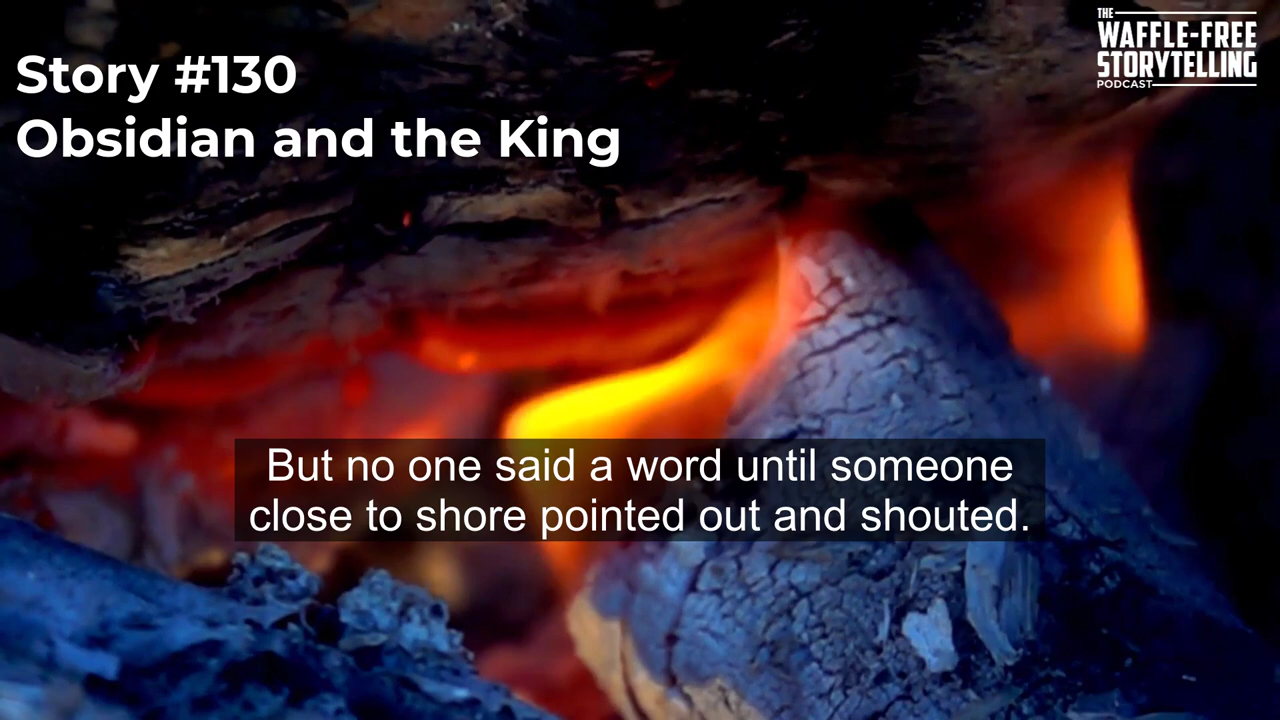 Story #130
Obsidian and the King
THE
WAFFLE-FREE
STORYTELLING
PODCAST
But no one said a word until someone
close to shore pointed out and shouted.